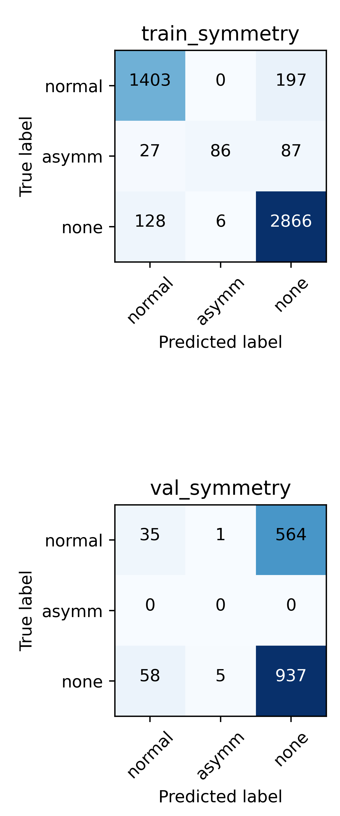 train_symmetry
normal 1403 0 197
asymm 27 86 87
none 128 6 2866
True label
normal asymm none
Predicted label
val_symmetry
normal 35 1 564
asymm 0 0 0
none 58 5 937
True label
normal asymm none
Predicted label